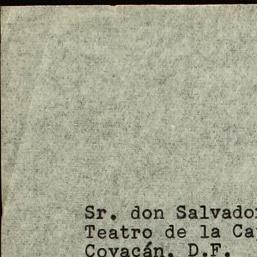 Sr. don Salvador
Teatro de la Ca
Coyacán, D.F.